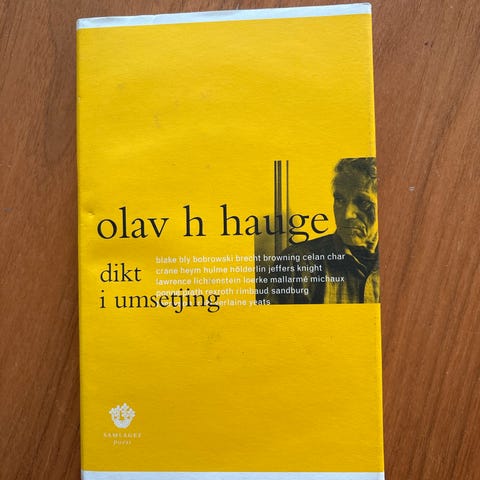 olav h hauge
blake bly bobrowski brecht browning celan char
crane heym hulme hölderlin jeffers knight
dikt
lawrence lichtenstein loerke mallarmé michaux
rexroth rimbaud sandburg
i umsetjing
yeats
SAMLAGET
poesi